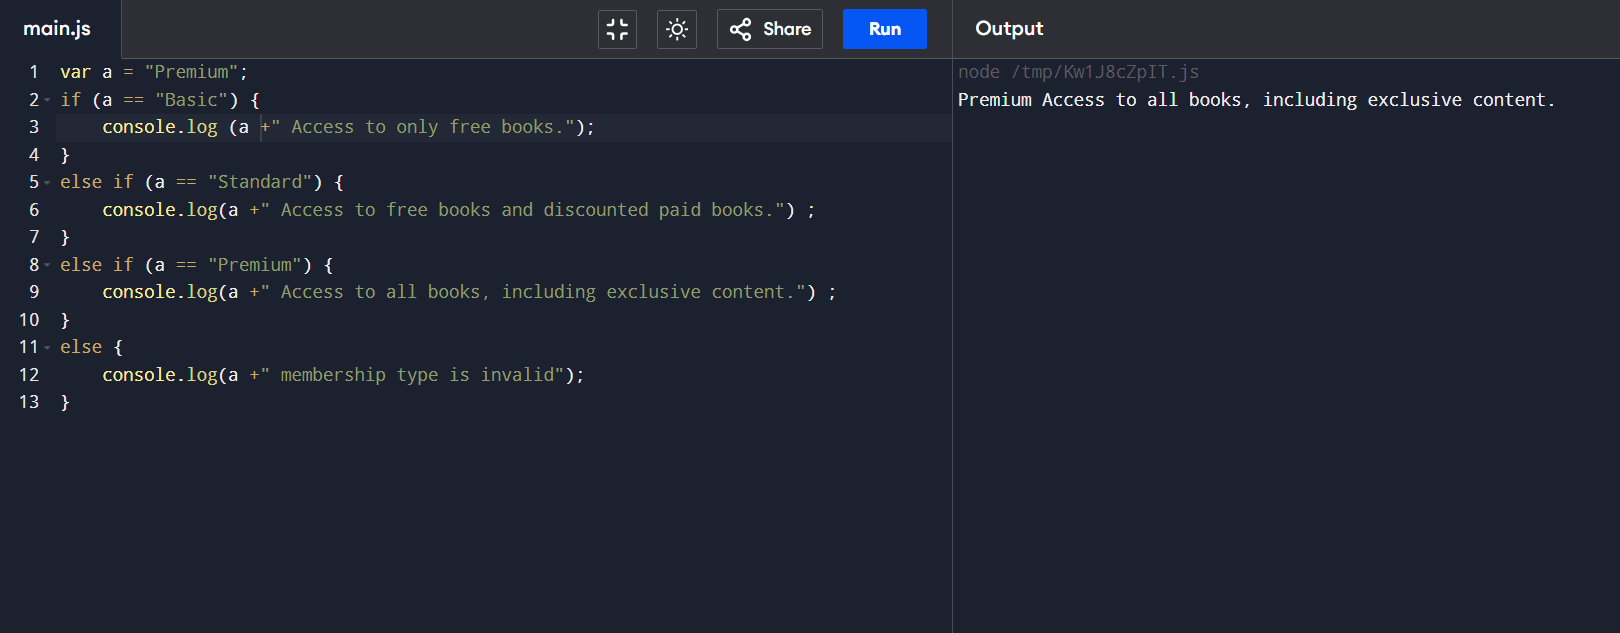 main.js
Share
Run
Output
1 var a = "Premium";
2 if (a == "Basic") {
3     console.log (a +" Access to only free books.");
4 }
5 else if (a == "Standard") {
6     console.log(a +" Access to free books and discounted paid books.") ;
7 }
8 else if (a == "Premium") {
9     console.log(a +" Access to all books, including exclusive content.") ;
10 }
11 else {
12     console.log(a +" membership type is invalid");
13 }
node /tmp/Kw1J8cZpIT.js
Premium Access to all books, including exclusive content.